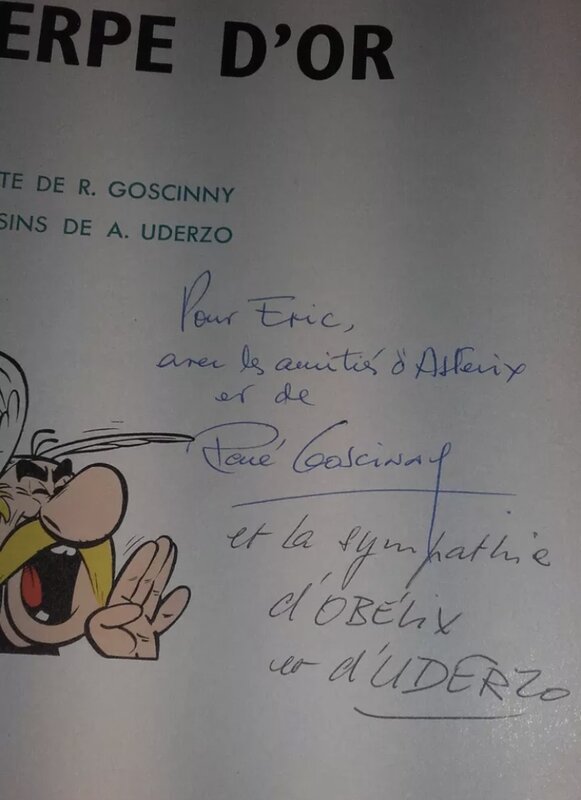 ERPE D'OR
TE DE R. GOSCINNY
SINS DE A. UDERZO
Pour Eric,
avec les amitiés d'Astérix
et de
René Goscinny
et la sympathie
d'OBÉLIX
et d'UDERZO